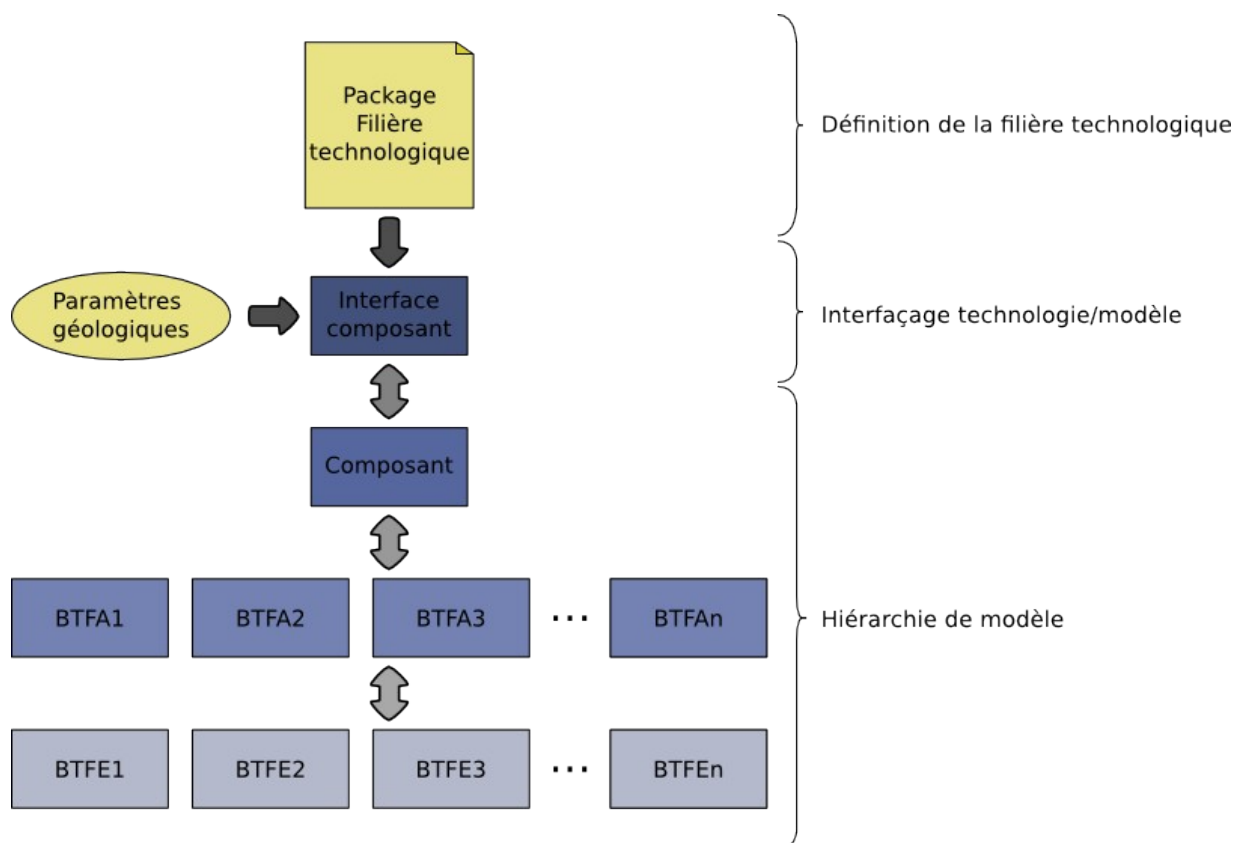 Package
Filière
technologique
Définition de la filière technologique
Paramètres
géologiques
Interface
composant
Interfaçage technologie/modèle
Composant
BTFA1 BTFA2 BTFA3 ... BTFAn
Hiérarchie de modèle
BTFE1 BTFE2 BTFE3 ... BTFEn